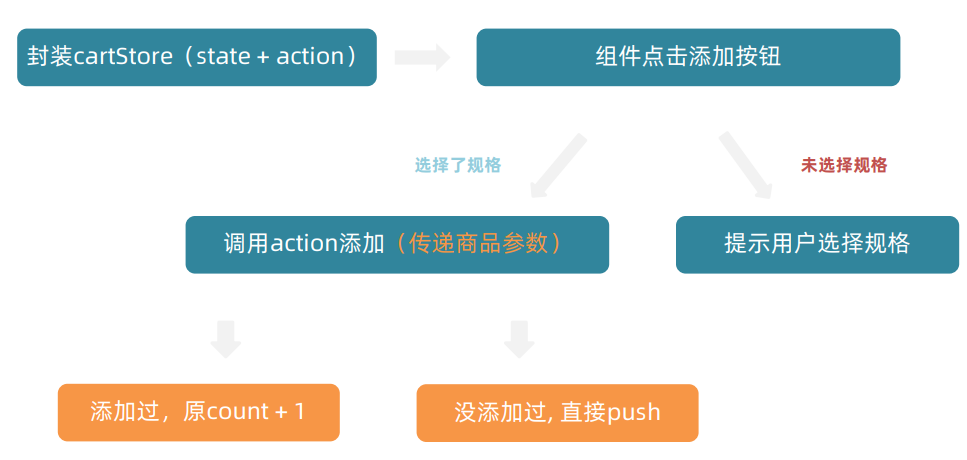 封装cartStore（state + action）
组件点击添加按钮
选择了规格
未选择规格
调用action添加（传递商品参数）
提示用户选择规格
添加过，原count + 1
没添加过, 直接push